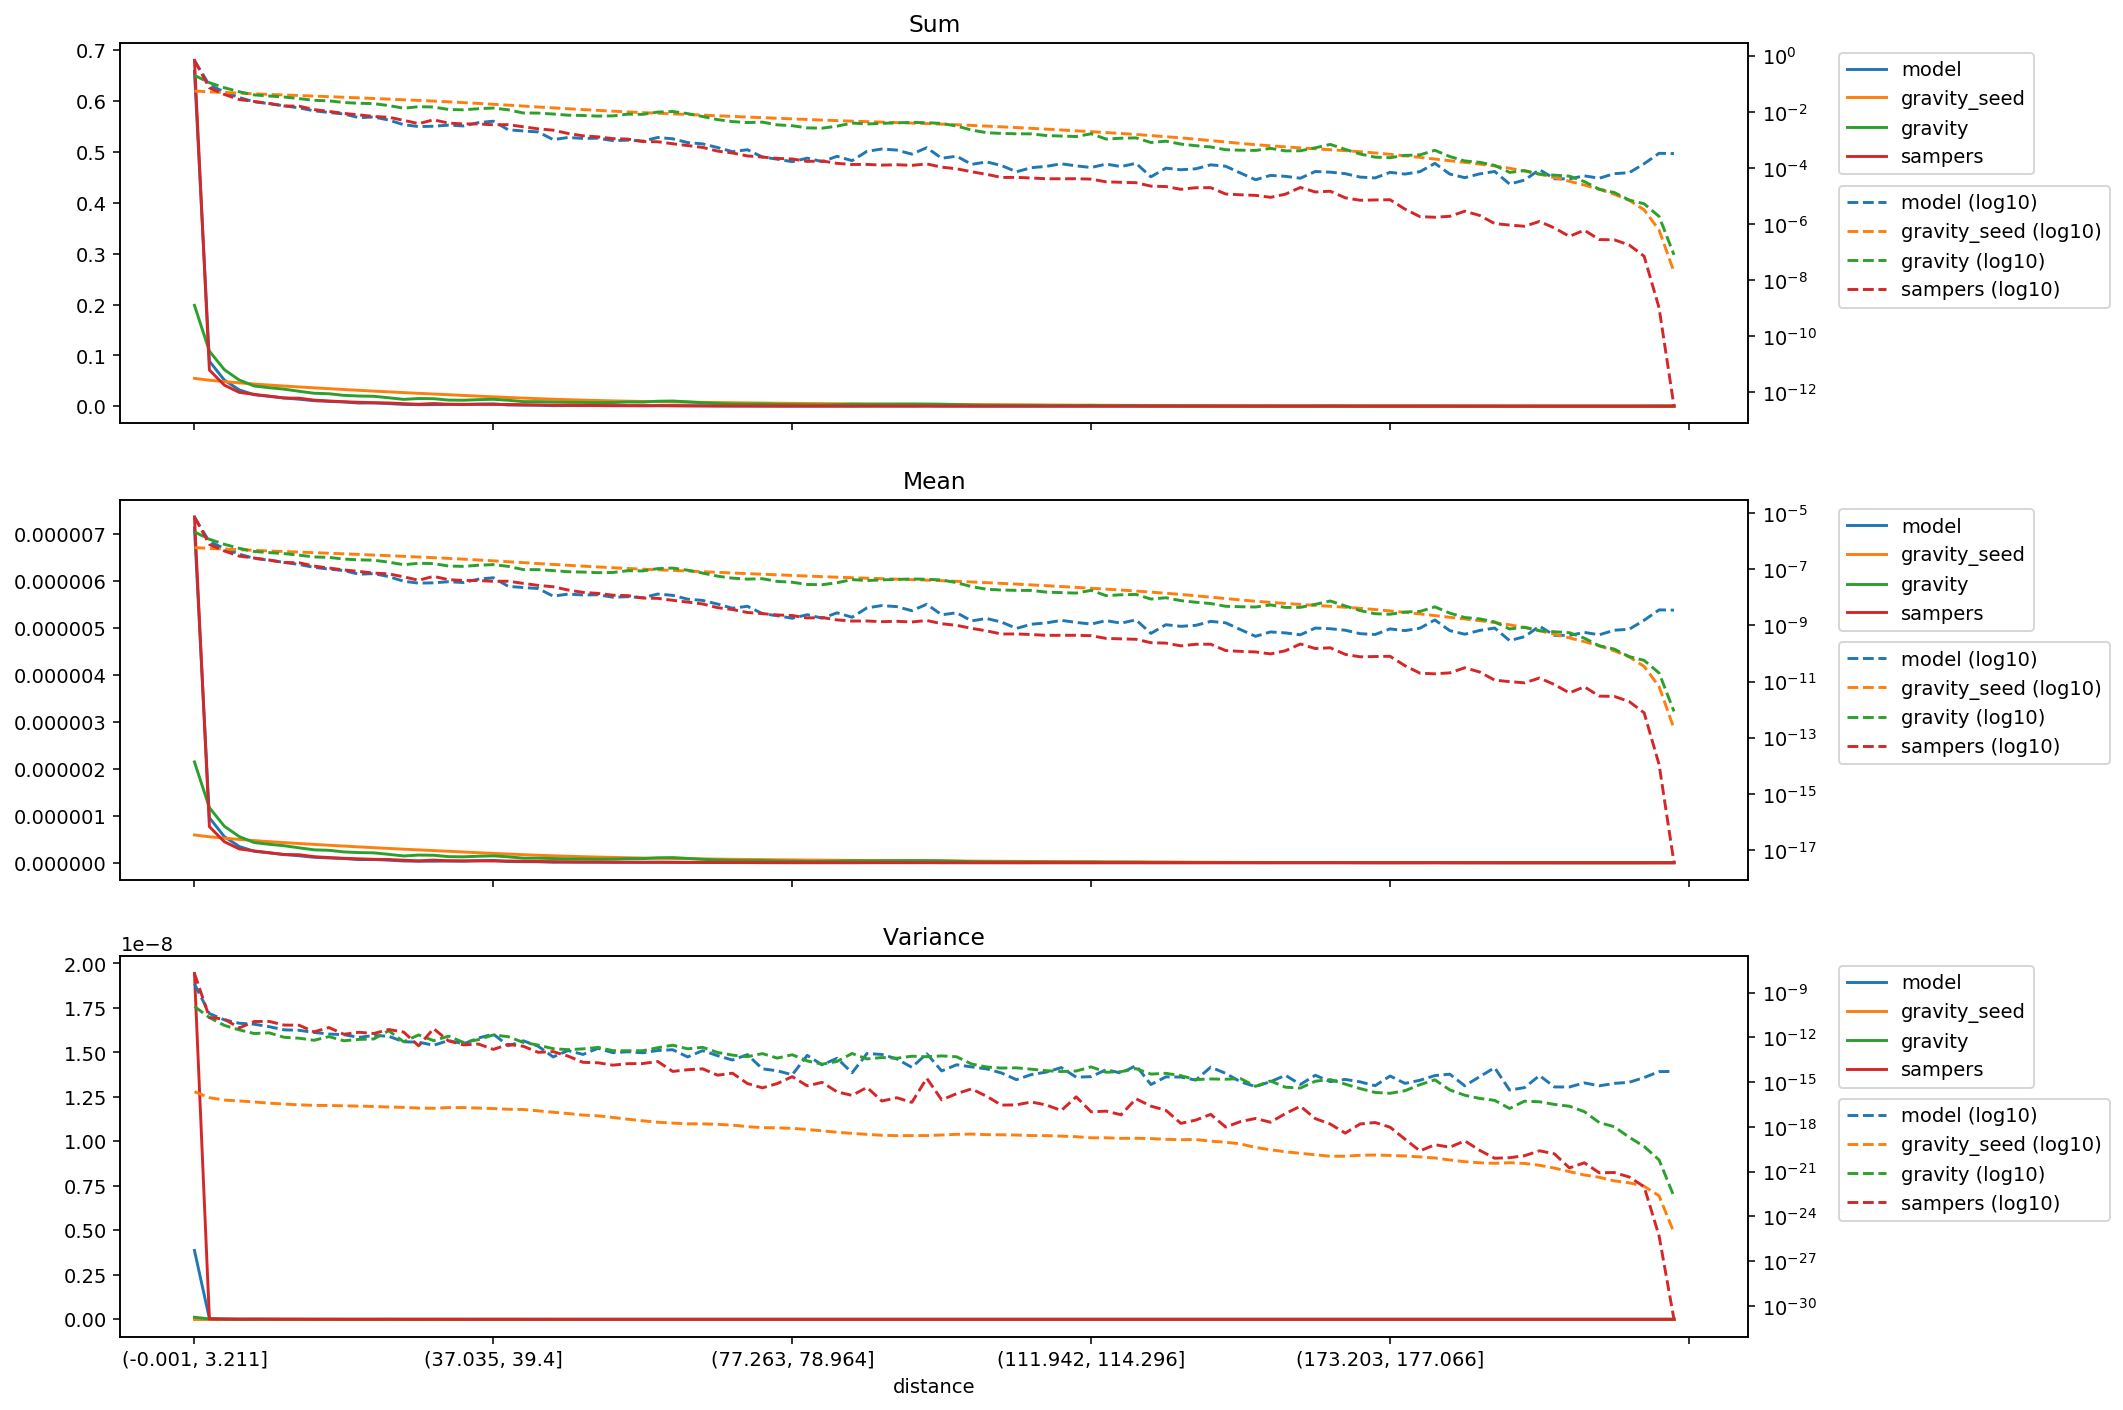 Sum
0.7
0.6
0.5
0.4
0.3
0.2
0.1
0.0
10^0
10^−2
10^−4
10^−6
10^−8
10^−10
10^−12
model
gravity_seed
gravity
sampers
model (log10)
gravity_seed (log10)
gravity (log10)
sampers (log10)
Mean
0.000007
0.000006
0.000005
0.000004
0.000003
0.000002
0.000001
0.000000
10^−5
10^−7
10^−9
10^−11
10^−13
10^−15
10^−17
model
gravity_seed
gravity
sampers
model (log10)
gravity_seed (log10)
gravity (log10)
sampers (log10)
Variance
1e−8
2.00
1.75
1.50
1.25
1.00
0.75
0.50
0.25
0.00
10^−9
10^−12
10^−15
10^−18
10^−21
10^−24
10^−27
10^−30
model
gravity_seed
gravity
sampers
model (log10)
gravity_seed (log10)
gravity (log10)
sampers (log10)
(-0.001, 3.211] (37.035, 39.4] (77.263, 78.964] (111.942, 114.296] (173.203, 177.066]
distance